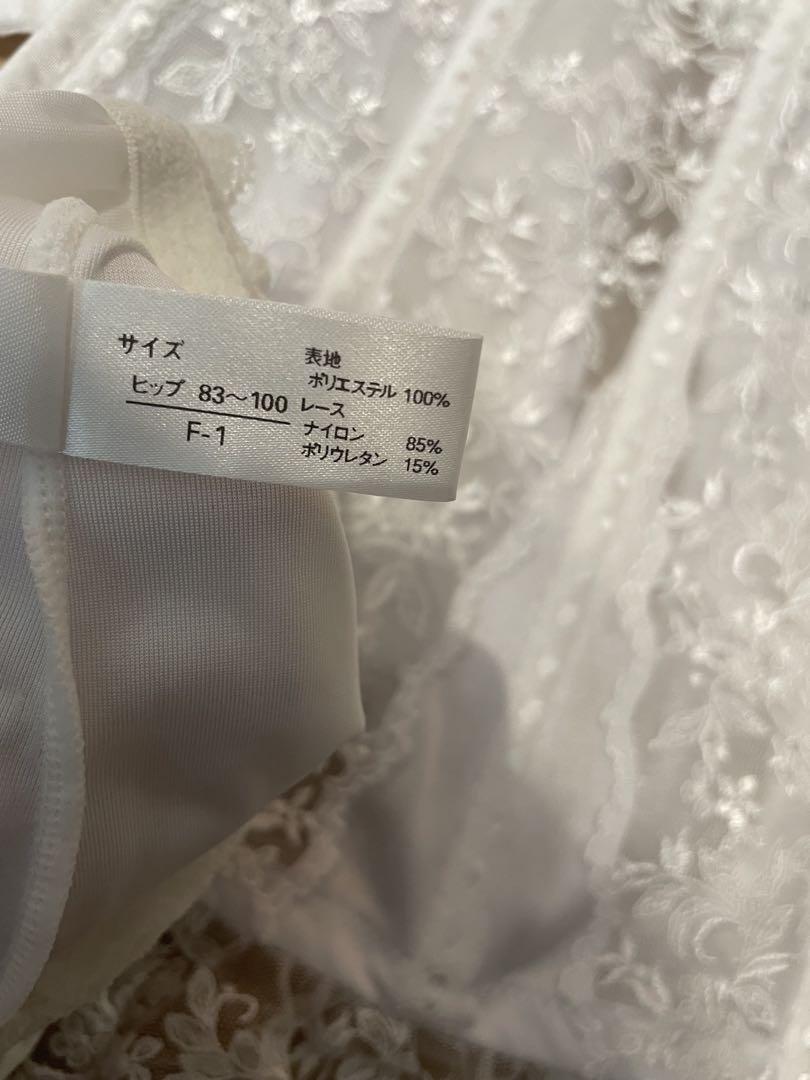 サイズ
ヒップ 83〜100
F-1
表地
ポリエステル 100%
レース
ナイロン 85%
ポリウレタン 15%